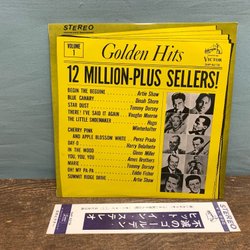 STEREO
VOLUME 1
Golden Hits
VICTOR
12 MILLION-PLUS SELLERS!
BEGIN THE BEGUINE Artie Shaw
BLUE CANARY Dinah Shore
STAR DUST Tommy Dorsey
THERE! I'VE SAID IT AGAIN Vaughn Monroe
THE LITTLE SHOEMAKER Hugo Winterhalter
CHERRY PINK
AND APPLE BLOSSOM WHITE Perez Prado
DAY O Harry Belafonte
IN THE MOOD Glenn Miller
YOU, YOU, YOU Ames Brothers
MARIE Tommy Dorsey
OH! MY PA PA Eddie Fisher
SUMMIT RIDGE DRIVE Artie Shaw